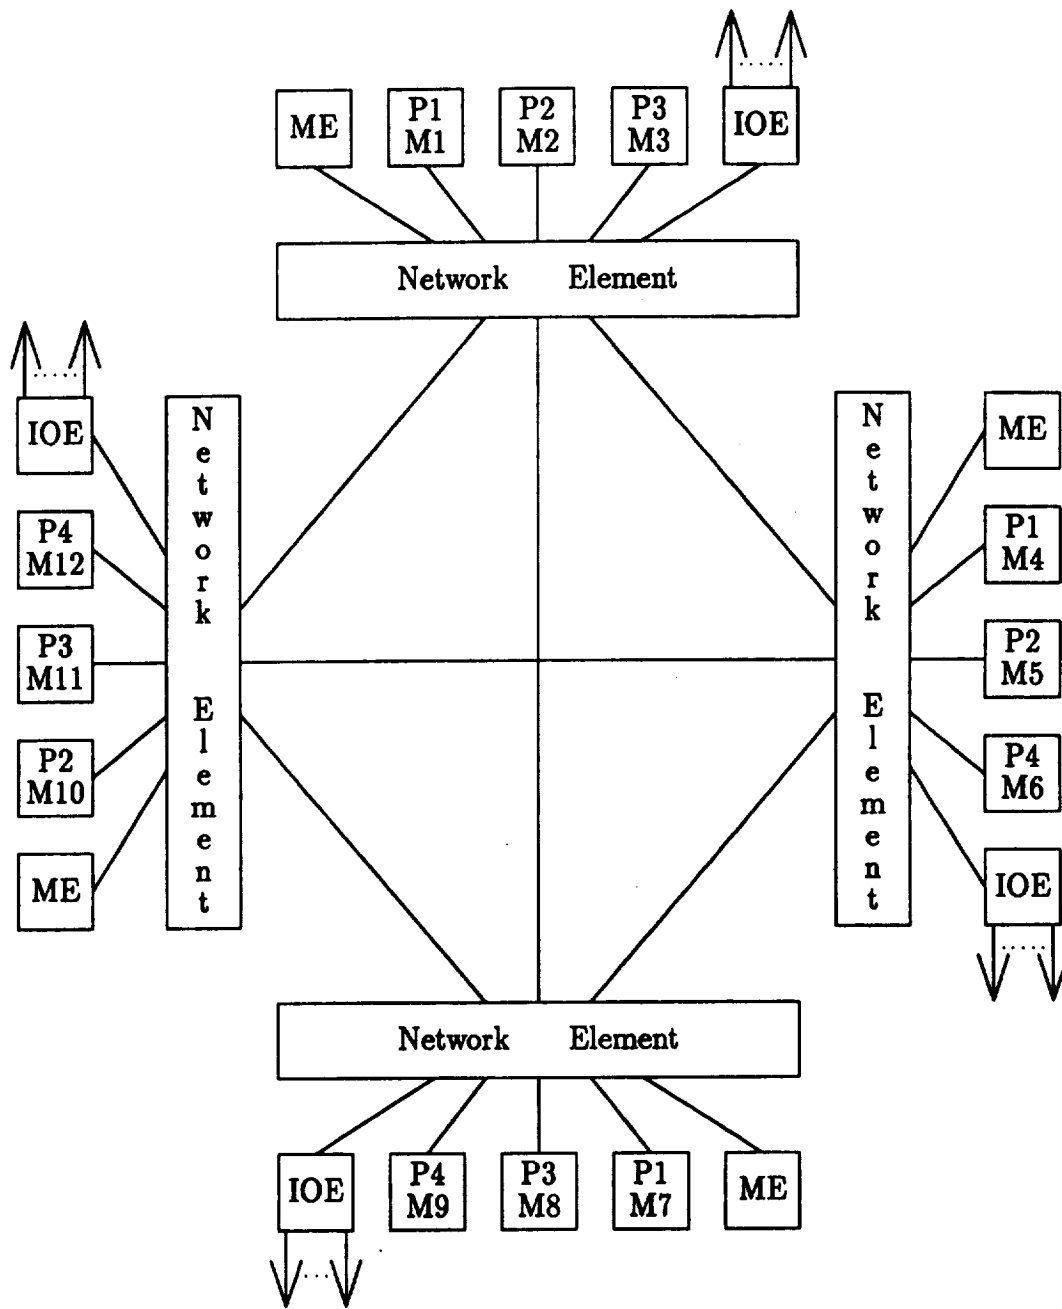 ME
P1
M1
P2
M2
P3
M3
IOE
Network Element
IOE
P4
M12
P3
M11
P2
M10
ME
Network Element
Network Element
ME
P1
M4
P2
M5
P4
M6
IOE
Network Element
IOE
P4
M9
P3
M8
P1
M7
ME